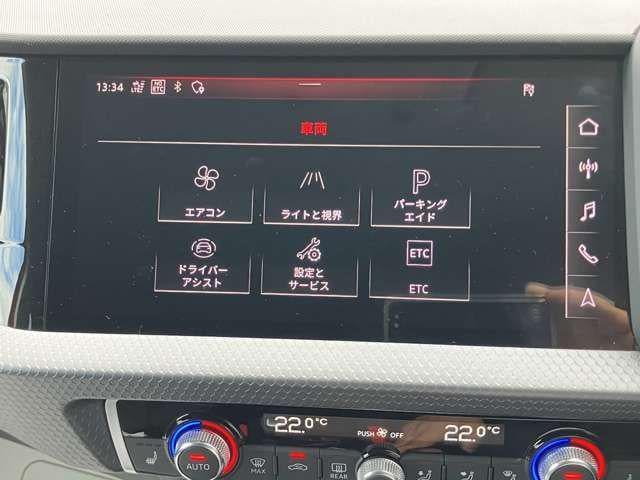 13:34 LTE NO ETC
車両
エアコン
ライトと視界
パーキング
エイド
ドライバー
アシスト
設定と
サービス
ETC
ETC
22.0°C
PUSH OFF
22.0°C
AUTO
MAX
REAR